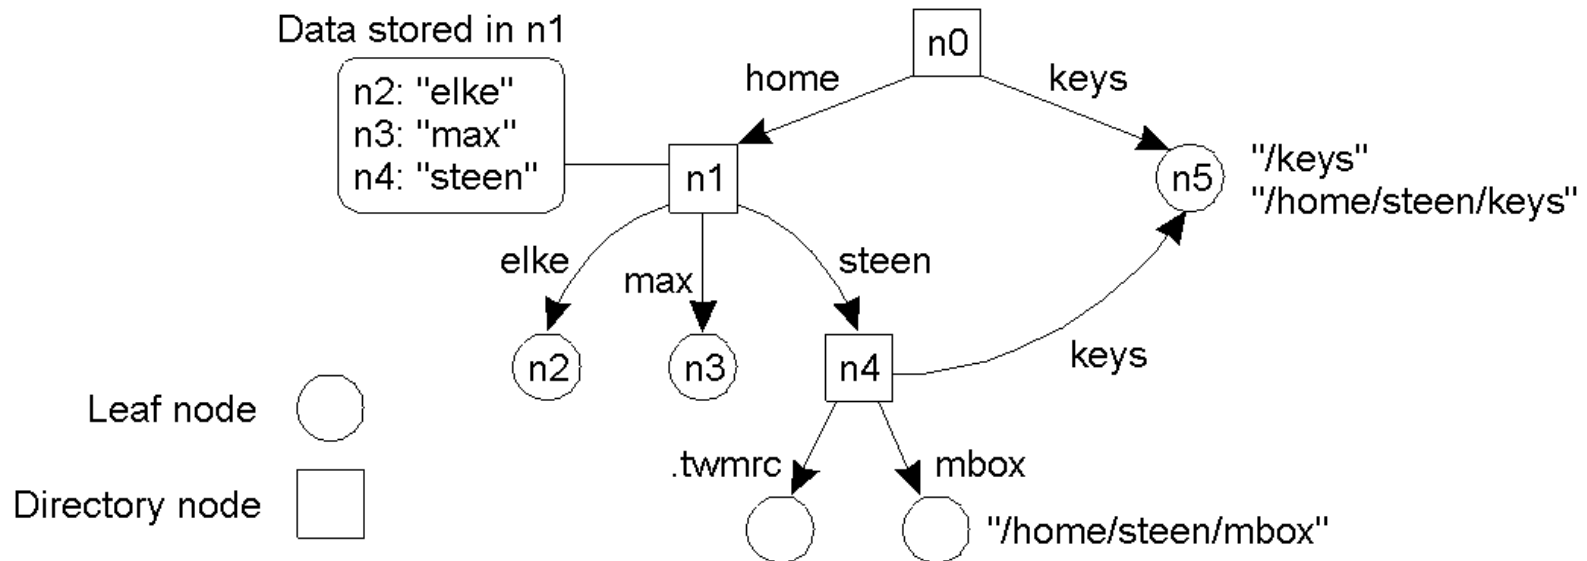 Data stored in n1
n0
home
keys
n2: "elke"
n3: "max"
n4: "steen"
n1
n5
"/keys"
"/home/steen/keys"
elke
max
steen
n2
n3
n4
keys
Leaf node
.twmrc
mbox
Directory node
"/home/steen/mbox"